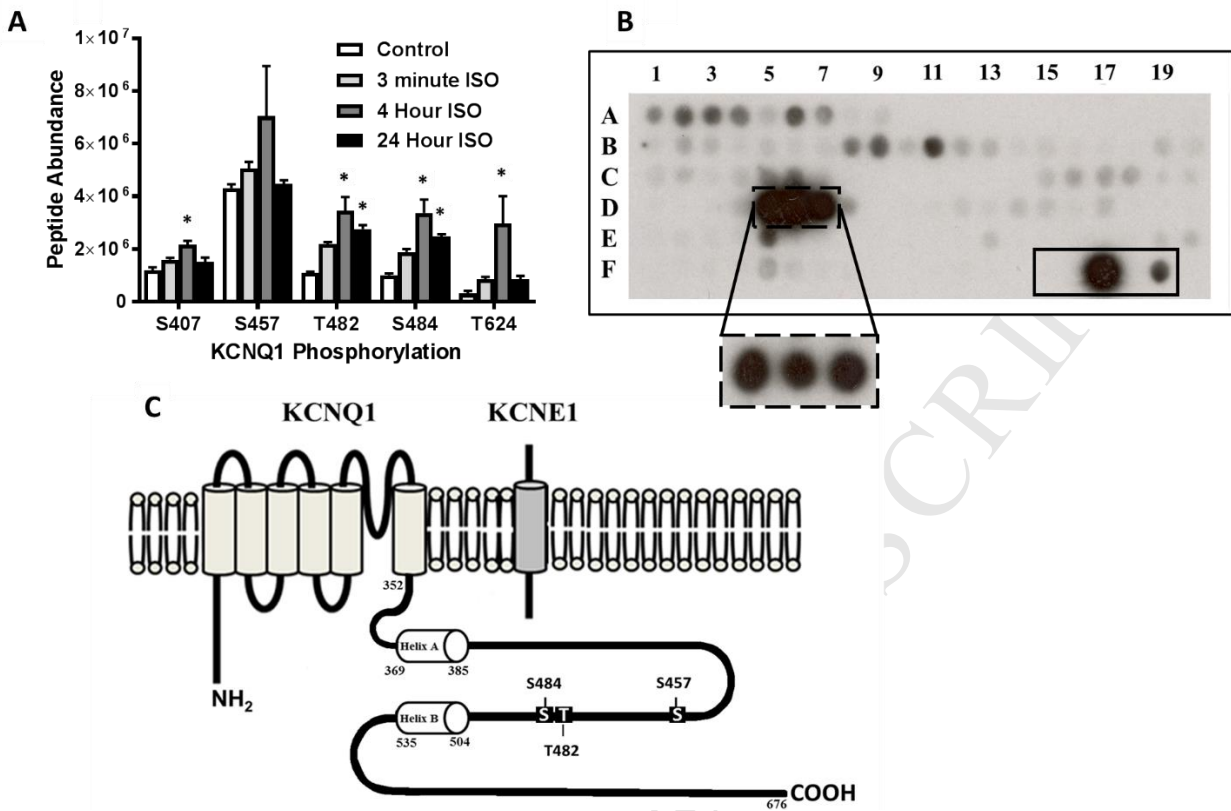 A
1×10⁷
8×10⁶
6×10⁶
4×10⁶
2×10⁶
0
Peptide Abundance
Control
3 minute ISO
4 Hour ISO
24 Hour ISO
*
*
*
*
*
*
S407 S457 T482 S484 T624
KCNQ1 Phosphorylation
B
1 3 5 7 9 11 13 15 17 19
A
B
C
D
E
F
SCRI
C
KCNQ1 KCNE1
352
Helix A
369 385
S484 S457
S T S
T482
Helix B
535 504
NH₂
COOH
676